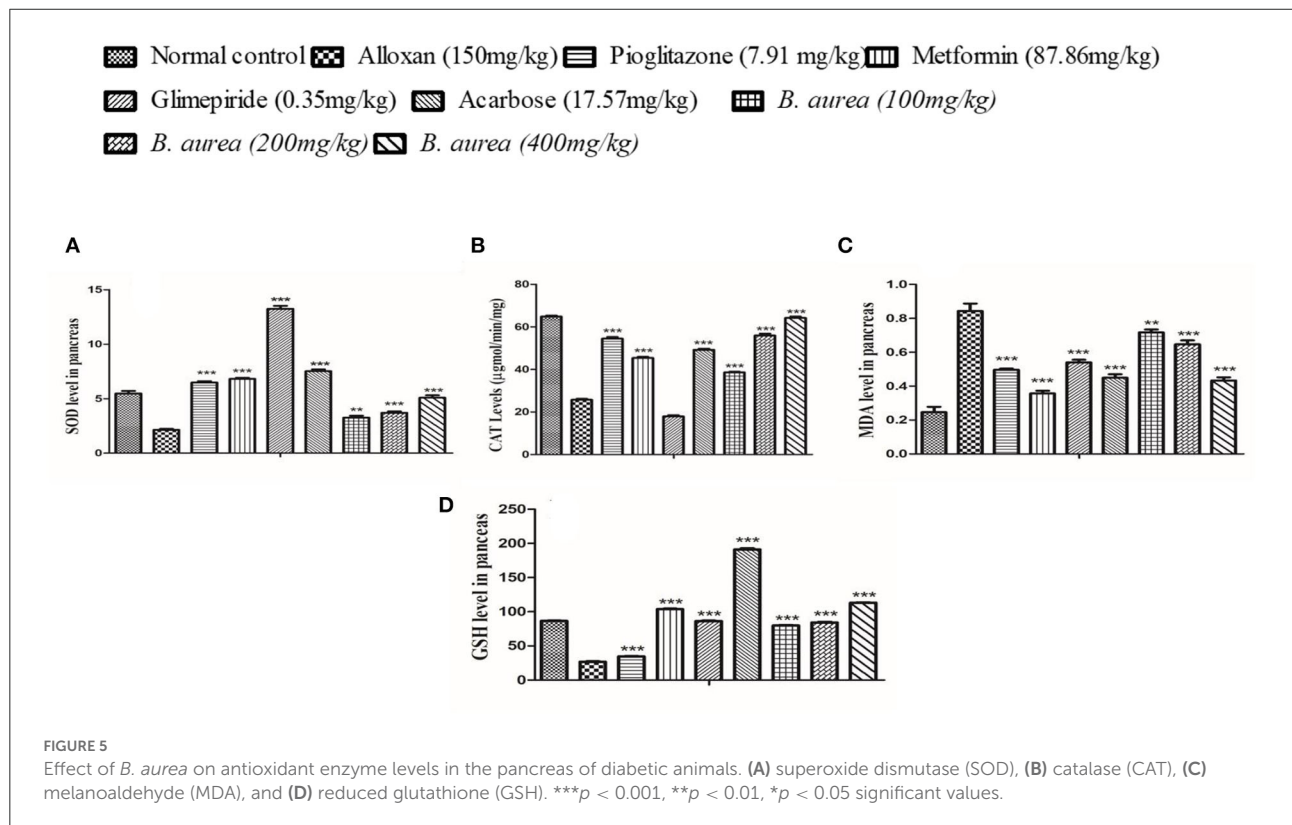 Normal control Alloxan (150mg/kg) Pioglitazone (7.91 mg/kg) Metformin (87.86mg/kg)
Glimepiride (0.35mg/kg) Acarbose (17.57mg/kg) B. aurea (100mg/kg)
B. aurea (200mg/kg) B. aurea (400mg/kg)
A
SOD level in pancreas
15
10
5
0
*** *** *** *** ** *** ***
B
CAT Levels (µgmol/min/mg)
80
60
40
20
0
*** *** *** *** *** ***
C
MDA level in pancreas
1.0
0.8
0.6
0.4
0.2
0.0
*** *** *** *** ** *** ***
D
GSH level in panceas
250
200
150
100
50
0
*** *** *** *** *** *** ***
FIGURE 5
Effect of B. aurea on antioxidant enzyme levels in the pancreas of diabetic animals. (A) superoxide dismutase (SOD), (B) catalase (CAT), (C)
melanoaldehyde (MDA), and (D) reduced glutathione (GSH). ***p < 0.001, **p < 0.01, *p < 0.05 significant values.